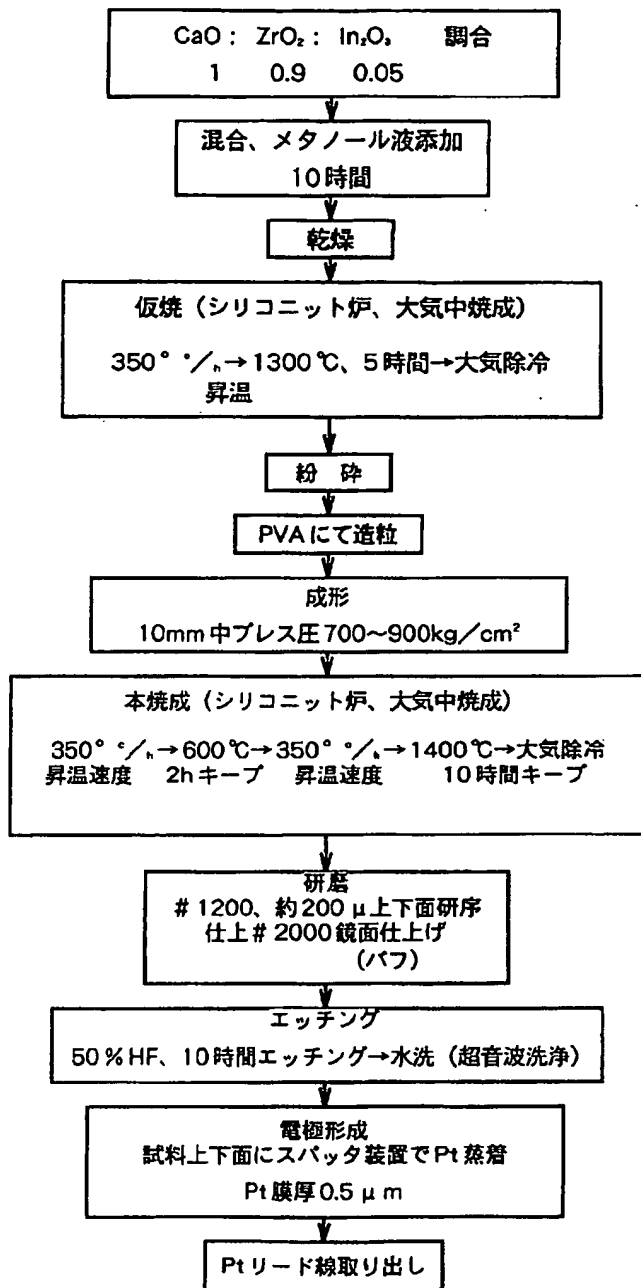 CaO : ZrO₂ : In₂O₃ 調合
1 0.9 0.05
混合、メタノール液添加
10時間
乾燥
仮焼（シリコニット炉、大気中焼成）
350°°/h→1300℃、5時間→大気除冷
昇温
粉 砕
PVAにて造粒
成形
10mm中プレス圧700〜900kg/cm²
本焼成（シリコニット炉、大気中焼成）
350°c/h→600℃→350°°/h→1400℃→大気除冷
昇温速度 2hキープ 昇温速度 10時間キープ
研磨
#1200、約200μ上下面研序
仕上#2000鏡面仕上げ
(バフ)
エッチング
50%HF、10時間エッチング→水洗（超音波洗浄）
電極形成
試料上下面にスパッタ装置でPt蒸着
Pt膜厚0.5μm
Ptリード線取り出し